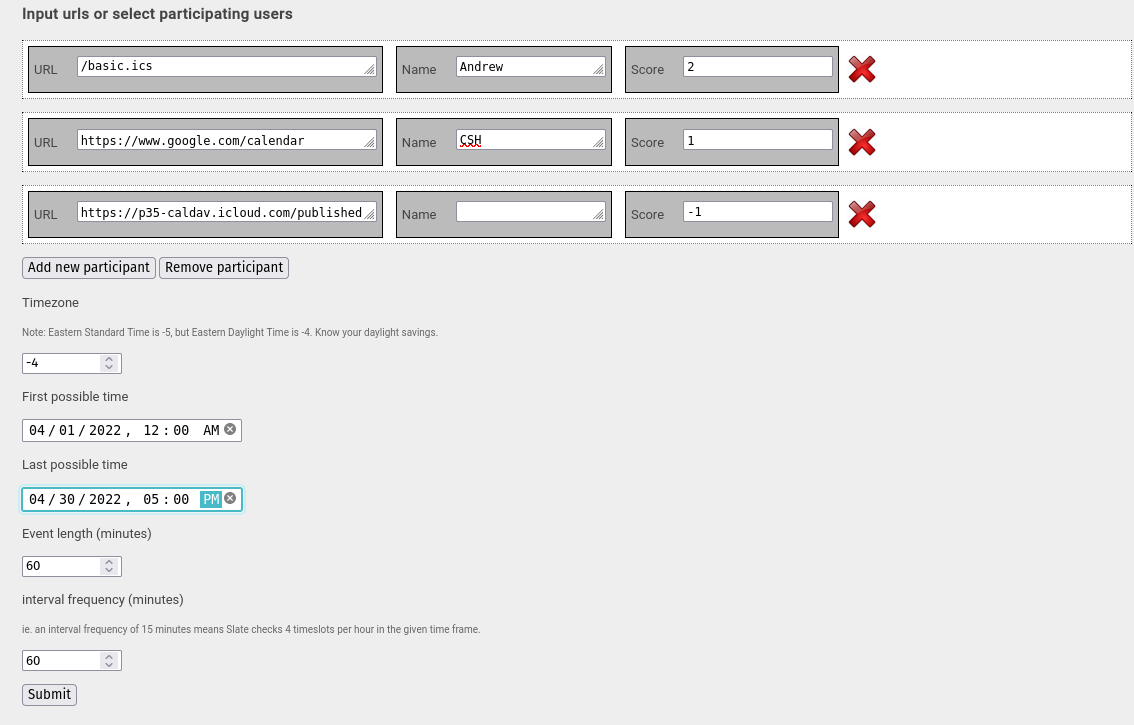 Input urls or select participating users
URL /basic.ics Name Andrew Score 2
URL https://www.google.com/calendar Name CSH Score 1
URL https://p35-caldav.icloud.com/published Name Score -1
Add new participant Remove participant
Timezone
Note: Eastern Standard Time is -5, but Eastern Daylight Time is -4. Know your daylight savings.
-4
First possible time
04/01/2022, 12:00 AM
Last possible time
04/30/2022, 05:00 PM
Event length (minutes)
60
interval frequency (minutes)
ie. an interval frequency of 15 minutes means Slate checks 4 timeslots per hour in the given time frame.
60
Submit